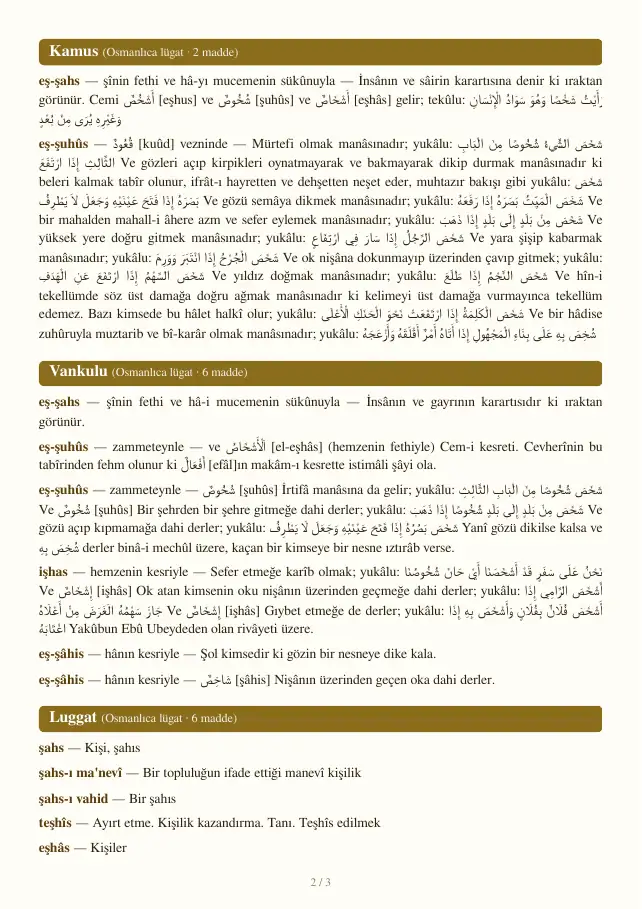 Kamus (Osmanlıca lügat · 2 madde)
eş-şahs — şînin fethi ve hâ-yı mucemenin sükûnuyla — İnsânın ve sâirin karartısına denir ki ıraktan
görünür. Cemi أَشْخُصٌ [eşhus] ve شُخُوصٌ [şuhûs] ve أَشْخَاصٌ [eşhâs] gelir; tekûlu: رَأَيْتُ شَخْصًا وَهُوَ سَوَادُ الْإِنْسَانِ
وَغَيْرِهِ يُرَى مِنْ بُعْدٍ
eş-şuhûs — قُعُودٌ [kuûd] vezninde — Mürtefi olmak manâsınadır; yukâlu: شَخَصَ الشَّيْءُ شُخُوصًا مِنَ الْبَابِ
الثَّالِثِ إِذَا ارْتَفَعَ Ve gözleri açıp kirpikleri oynatmayarak ve bakmayarak dikip durmak manâsınadır ki
beleri kalmak tabîr olunur, ifrât-ı hayretten ve dehşetten neşet eder, muhtazır bakışı gibi yukâlu: شَخَصَ
بَصَرُهُ إِذَا فَتَحَ عَيْنَيْهِ وَجَعَلَ لَا يَطْرِفُ Ve gözü semâya dikmek manâsınadır; yukâlu: شَخَصَ الْمَيِّتُ بَصَرَهُ إِذَا رَفَعَهُ Ve
bir mahalden mahall-i âhere azm ve sefer eylemek manâsınadır; yukâlu: شَخَصَ مِنْ بَلَدٍ إِلَى بَلَدٍ إِذَا ذَهَبَ Ve
yüksek yere doğru gitmek manâsınadır; yukâlu: شَخَصَ الرَّجُلُ إِذَا سَارَ فِي ارْتِفَاعٍ Ve yara şişip kabarmak
manâsınadır; yukâlu: شَخَصَ الْجُرْحُ إِذَا انْتَبَرَ وَوَرِمَ Ve ok nişâna dokunmayıp üzerinden çavıp gitmek; yukâlu:
شَخَصَ السَّهْمُ إِذَا ارْتَفَعَ عَنِ الْهَدَفِ Ve yıldız doğmak manâsınadır; yukâlu: شَخَصَ النَّجْمُ إِذَا طَلَعَ Ve hîn-i
tekellümde söz üst damağa doğru ağmak manâsınadır ki kelimeyi üst damağa vurmayınca tekellüm
edemez. Bazı kimsede bu hâlet halkî olur; yukâlu: شَخَصَ الْكَلِمَةُ إِذَا ارْتَفَعَتْ نَحْوَ الْحَنَكِ الْأَعْلَى Ve bir hâdise
zuhûruyla muztarib ve bî-karâr olmak manâsınadır; yukâlu: شُخِصَ بِهِ عَلَى بِنَاءِ الْمَجْهُولِ إِذَا أَتَاهُ أَمْرٌ أَقْلَقَهُ وَأَزْعَجَهُ
Vankulu (Osmanlıca lügat · 6 madde)
eş-şahs — şînin fethi ve hâ-i mucemenin sükûnuyla — İnsânın ve gayrının karartısıdır ki ıraktan
görünür.
eş-şuhûs — zammeteynle — ve الْأَشْخَاصُ [el-eşhâs] (hemzenin fethiyle) Cem-i kesreti. Cevherînin bu
tabîrinden fehm olunur ki أَفْعَالٌ [efâl]ın makâm-ı kesrette istimâli şâyi ola.
eş-şuhûs — zammeteynle — شُخُوصٌ [şuhûs] İrtifâ manâsına da gelir; yukâlu: شَخَصَ شُخُوصًا مِنَ الْبَابِ الثَّالِثِ
Ve شُخُوصٌ [şuhûs] Bir şehrden bir şehre gitmeğe dahi derler; yukâlu: شَخَصَ مِنْ بَلَدٍ إِلَى بَلَدٍ شُخُوصًا إِذَا ذَهَبَ Ve
gözü açıp kıpmamağa dahi derler; yukâlu: شَخَصَ بَصَرُهُ إِذَا فَتَحَ عَيْنَيْهِ وَجَعَلَ لَا يَطْرِفُ Yanî gözü dikilse kalsa ve
شُخِصَ بِهِ derler binâ-i mechûl üzere, kaçan bir kimseye bir nesne ıztırâb verse.
işhas — hemzenin kesriyle — Sefer etmeğe karîb olmak; yukâlu: نَحْنُ عَلَى سَفَرٍ قَدْ أَشْخَصْنَا أَيْ حَانَ شُخُوصُنَا
Ve إِشْخَاصٌ [işhâs] Ok atan kimsenin oku nişânın üzerinden geçmeğe dahi derler; yukâlu: أَشْخَصَ الرَّامِي إِذَا
جَازَ سَهْمُهُ الْغَرَضَ مِنْ أَعْلَاهُ Ve إِشْخَاصٌ [işhâs] Gıybet etmeğe de derler; yukâlu: أَشْخَصَ فُلَانٌ بِفُلَانٍ وَأَشْخَصَ بِهِ إِذَا
اغْتَابَهُ Yakûbun Ebû Ubeydeden olan rivâyeti üzere.
eş-şâhis — hânın kesriyle — Şol kimsedir ki gözin bir nesneye dike kala.
eş-şâhis — hânın kesriyle — شَاخِصٌ [şâhis] Nişânın üzerinden geçen oka dahi derler.
Luggat (Osmanlıca lügat · 6 madde)
şahs — Kişi, şahıs
şahs-ı ma'nevî — Bir topluluğun ifade ettiği manevî kişilik
şahs-ı vahid — Bir şahıs
teşhîs — Ayırt etme. Kişilik kazandırma. Tanı. Teşhîs edilmek
eşhâs — Kişiler
2 / 3